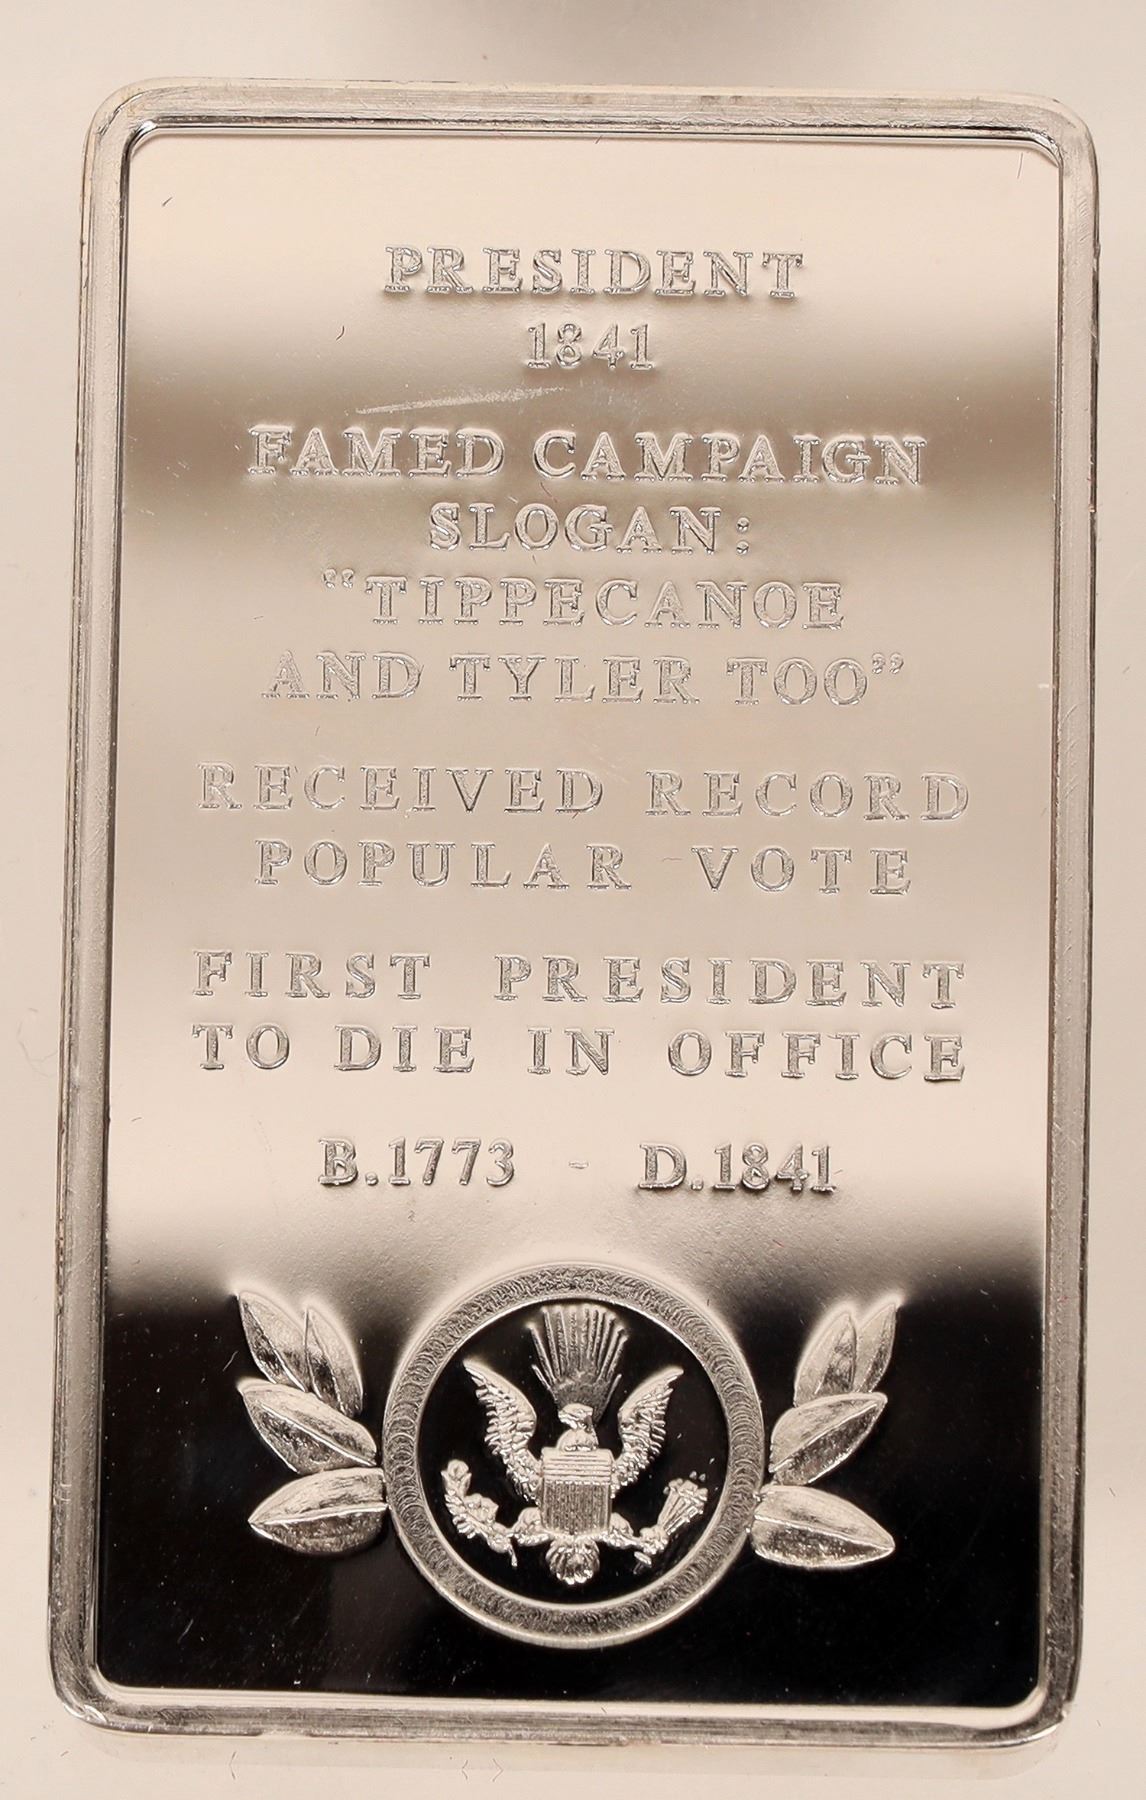 PRESIDENT
1841
FAMED CAMPAIGN
SLOGAN:
“TIPPECANOE
AND TYLER TOO”
RECEIVED RECORD
POPULAR VOTE
FIRST PRESIDENT
TO DIE IN OFFICE
B.1773 - D.1841